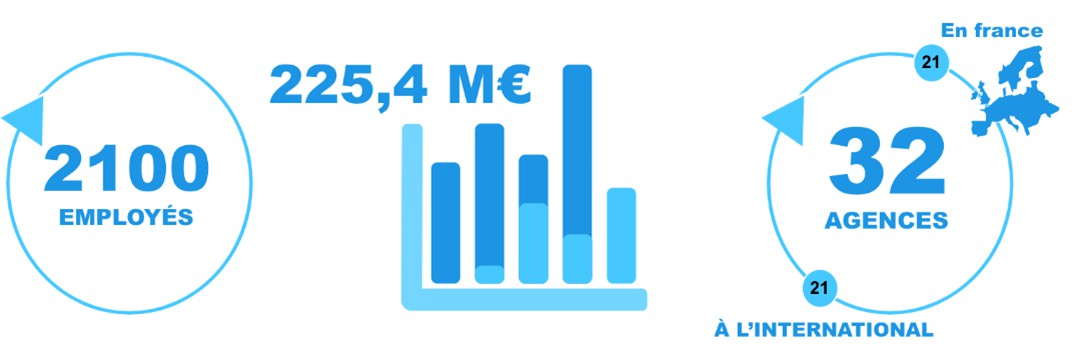 En france
21
225,4 M€
2100
EMPLOYÉS
32
AGENCES
21
À L'INTERNATIONAL